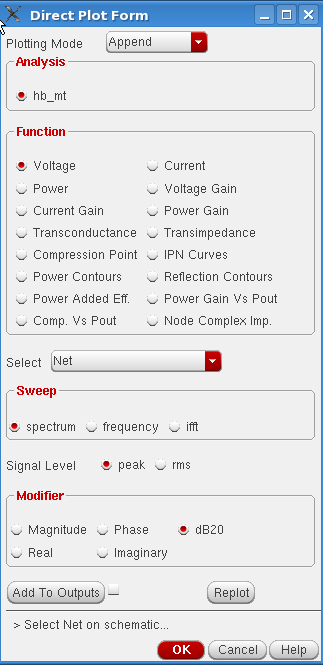 Direct Plot Form
Plotting Mode Append
Analysis
hb_mt
Function
Voltage Current
Power Voltage Gain
Current Gain Power Gain
Transconductance Transimpedance
Compression Point IPN Curves
Power Contours Reflection Contours
Power Added Eff. Power Gain Vs Pout
Comp. Vs Pout Node Complex Imp.
Select Net
Sweep
spectrum frequency ifft
Signal Level peak rms
Modifier
Magnitude Phase dB20
Real Imaginary
Add To Outputs Replot
> Select Net on schematic...
OK Cancel Help